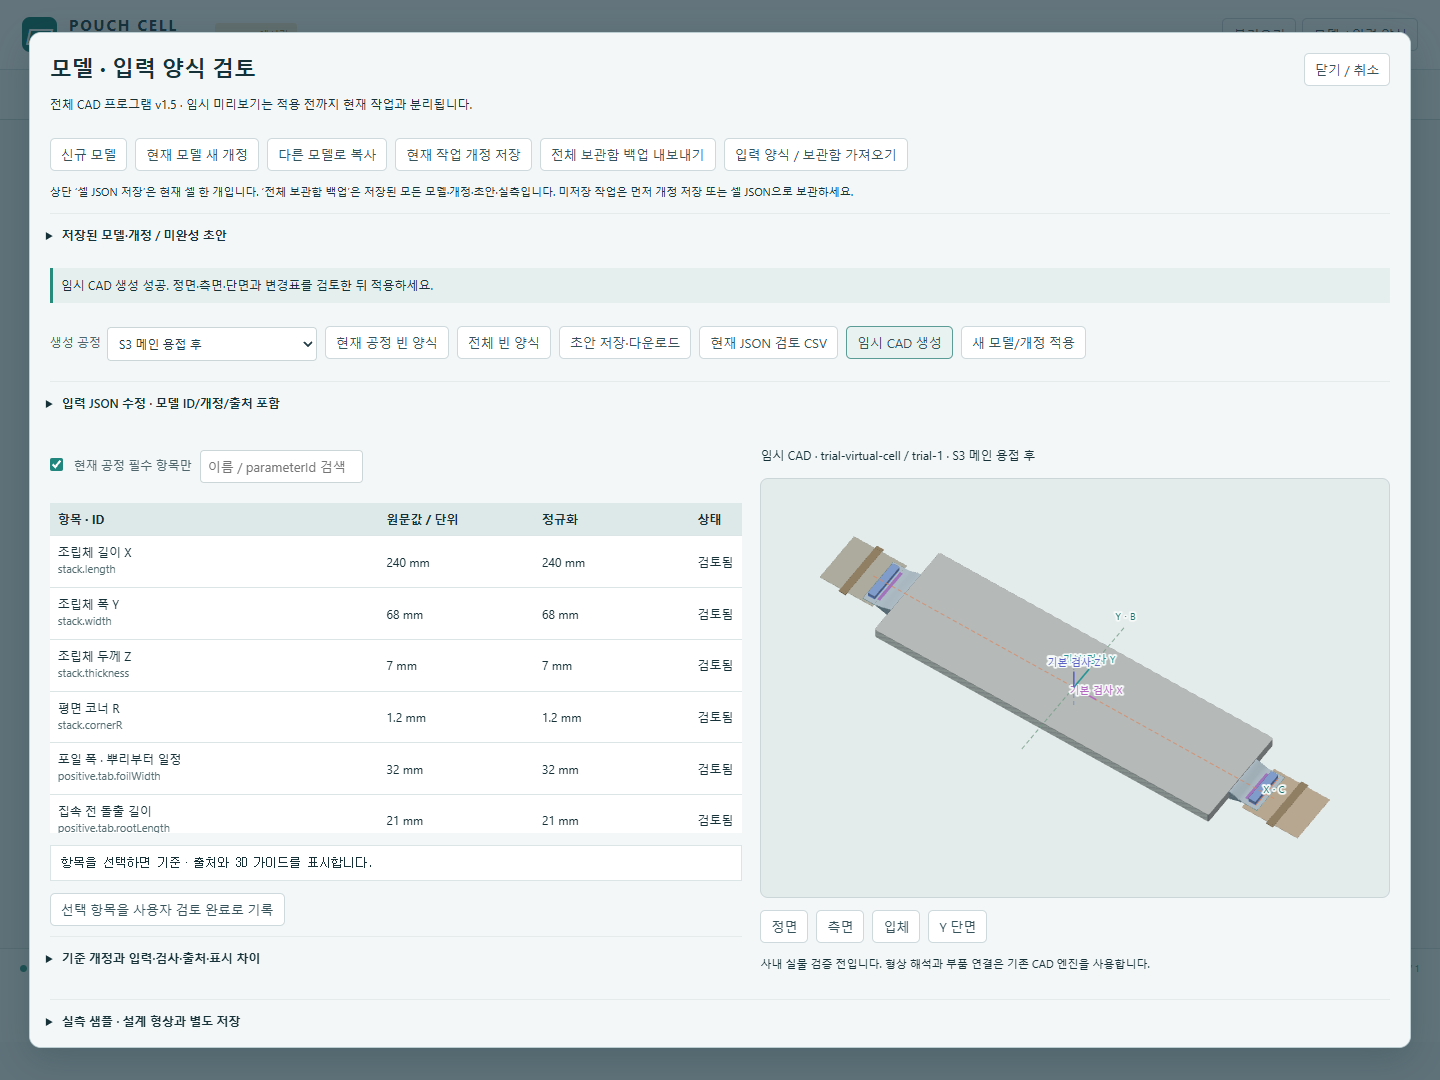 POUCH CELL
모델 · 입력 양식 검토
닫기 / 취소
전체 CAD 프로그램 v1.5 · 임시 미리보기는 적용 전까지 현재 작업과 분리됩니다.
신규 모델
현재 모델 새 개정
다른 모델로 복사
현재 작업 개정 저장
전체 보관함 백업 내보내기
입력 양식 / 보관함 가져오기
상단 ‘셀 JSON 저장’은 현재 셀 한 개입니다. ‘전체 보관함 백업’은 저장된 모든 모델·개정·초안·실측입니다. 미저장 작업은 먼저 개정 저장 또는 셀 JSON으로 보관하세요.
▶ 저장된 모델·개정 / 미완성 초안
임시 CAD 생성 성공. 정면·측면·단면과 변경표를 검토한 뒤 적용하세요.
생성 공정
S3 메인 용접 후
현재 공정 빈 양식
전체 빈 양식
초안 저장·다운로드
현재 JSON 검토 CSV
임시 CAD 생성
새 모델/개정 적용
▶ 입력 JSON 수정 · 모델 ID/개정/출처 포함
현재 공정 필수 항목만
이름 / parameterId 검색
항목 · ID 원문값 / 단위 정규화 상태
조립체 길이 X
stack.length
240 mm 240 mm 검토됨
조립체 폭 Y
stack.width
68 mm 68 mm 검토됨
조립체 두께 Z
stack.thickness
7 mm 7 mm 검토됨
평면 코너 R
stack.cornerR
1.2 mm 1.2 mm 검토됨
포일 폭 · 뿌리부터 일정
positive.tab.foilWidth
32 mm 32 mm 검토됨
집속 전 돌출 길이
positive.tab.rootLength
21 mm 21 mm 검토됨
항목을 선택하면 기준 · 출처와 3D 가이드를 표시합니다.
선택 항목을 사용자 검토 완료로 기록
▶ 기준 개정과 입력·검사·출처·표시 차이
임시 CAD · trial-virtual-cell / trial-1 · S3 메인 용접 후
Y · B
기본 검사 Z
Y
기본 검사 X
X · C
정면
측면
입체
Y 단면
사내 실물 검증 전입니다. 형상 해석과 부품 연결은 기존 CAD 엔진을 사용합니다.
▶ 실측 샘플 · 설계 형상과 별도 저장